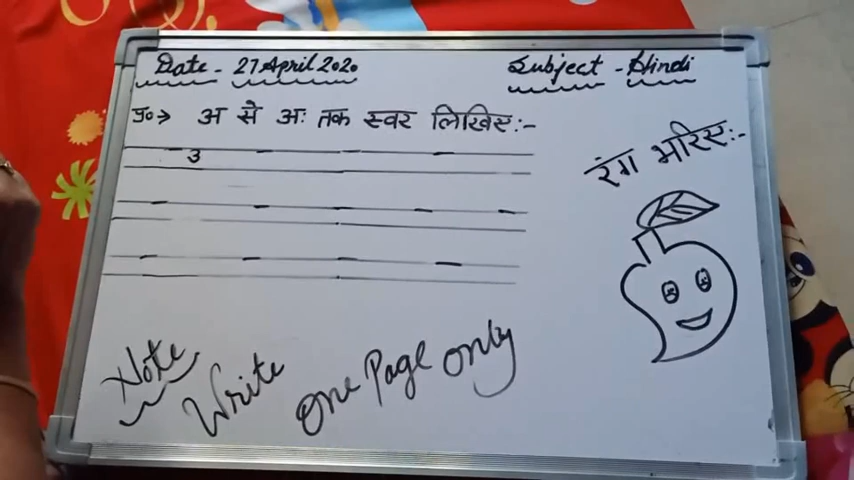 Date - 27 April 2020
Subject - Hindi
प्र० → अ से अः तक स्वर लिखिए :-
रंग भरिए :-
उ
Note
Write one Page only